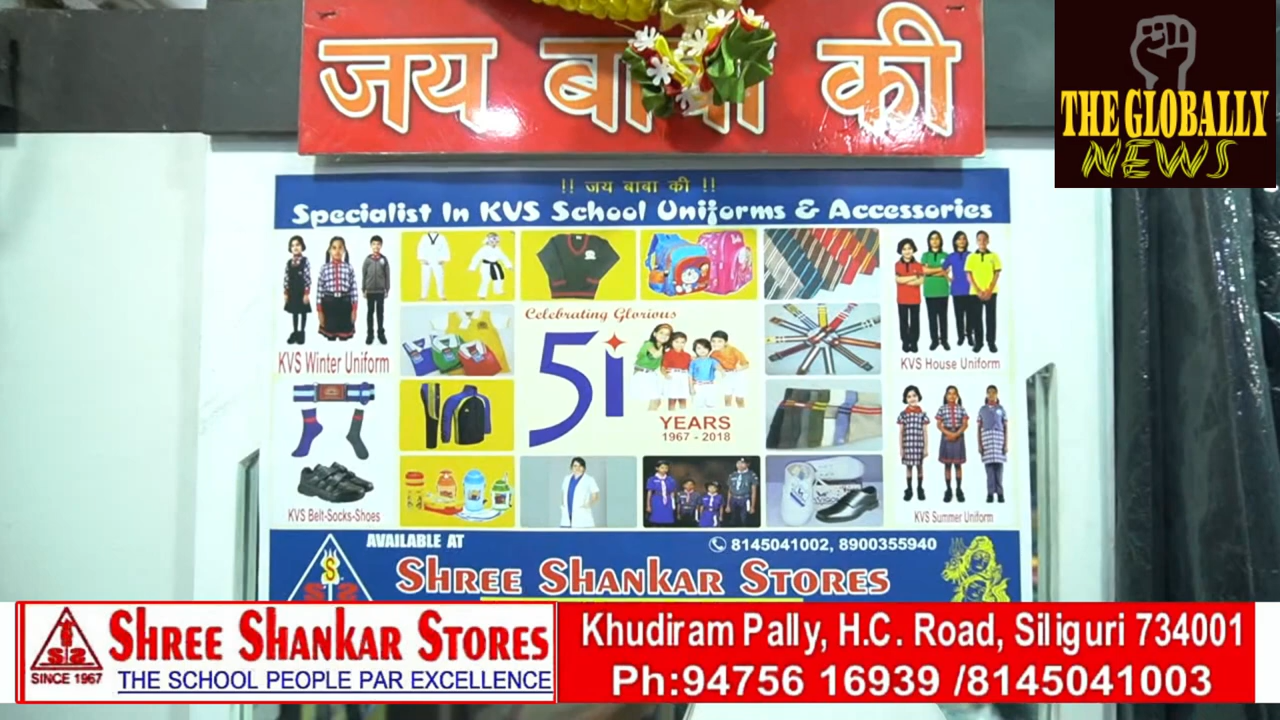 जय बाबा की
THE GLOBALLY
NEWS
!! जय बाबा की !!
Specialist In KVS School Uniforms & Accessories
KVS Winter Uniform
Celebrating Glorious
51
YEARS
1967 - 2018
KVS House Uniform
KVS Belt-Socks-Shoes
KVS Summer Uniform
AVAILABLE AT
8145041002, 8900355940
SHREE SHANKAR STORES
SHREE SHANKAR STORES
SINCE 1967
THE SCHOOL PEOPLE PAR EXCELLENCE
Khudiram Pally, H.C. Road, Siliguri 734001
Ph:94756 16939 /8145041003